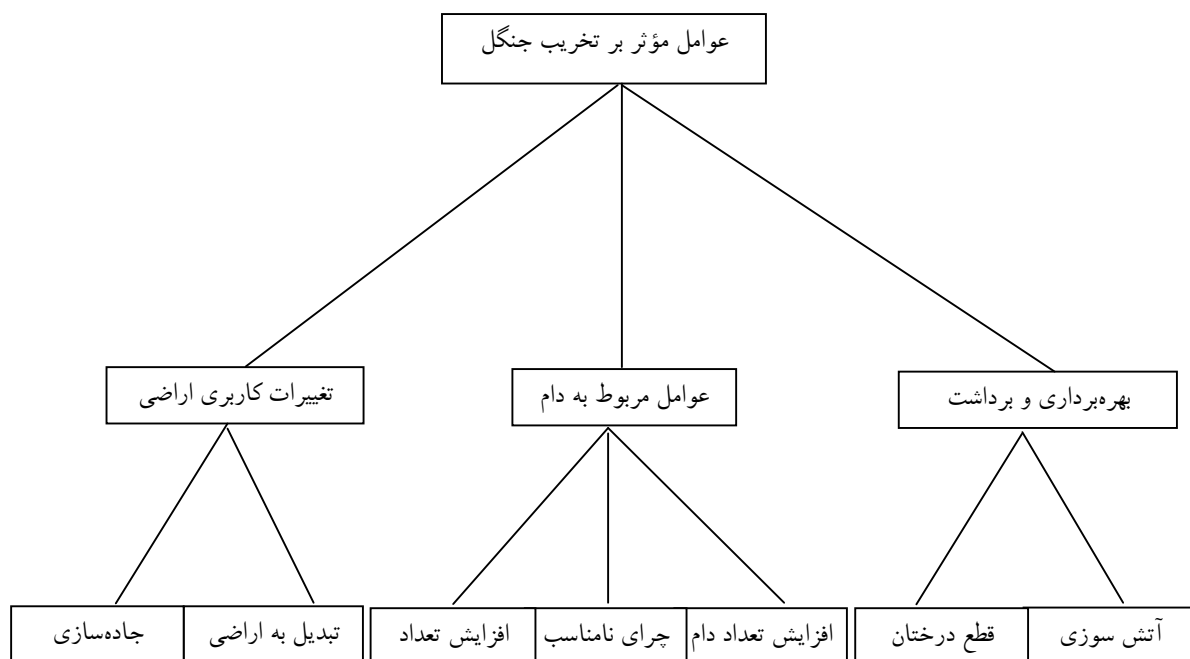 عوامل مؤثر بر تخریب جنگل
بهره‌برداری و برداشت
عوامل مربوط به دام
تغییرات کاربری اراضی
آتش سوزی
قطع درختان
افزایش تعداد دام
چرای نامناسب
افزایش تعداد
تبدیل به اراضی
جاده‌سازی